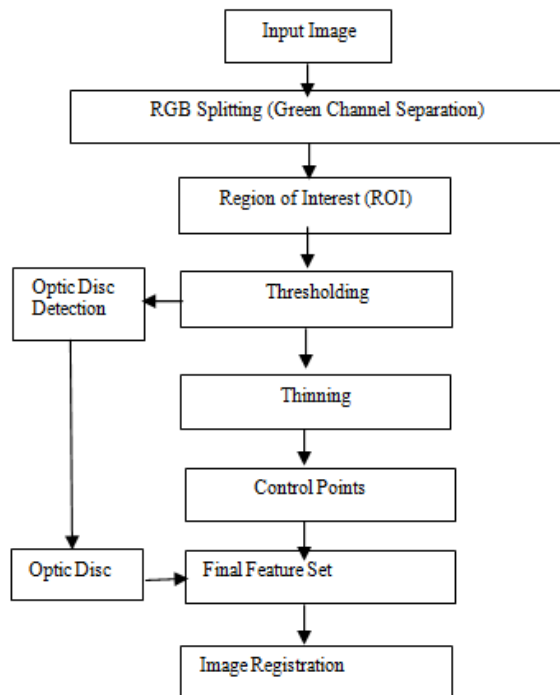 Input Image
RGB Splitting (Green Channel Separation)
Region of Interest (ROI)
Optic Disc
Detection
Thresholding
Thinning
Control Points
Optic Disc
Final Feature Set
Image Registration